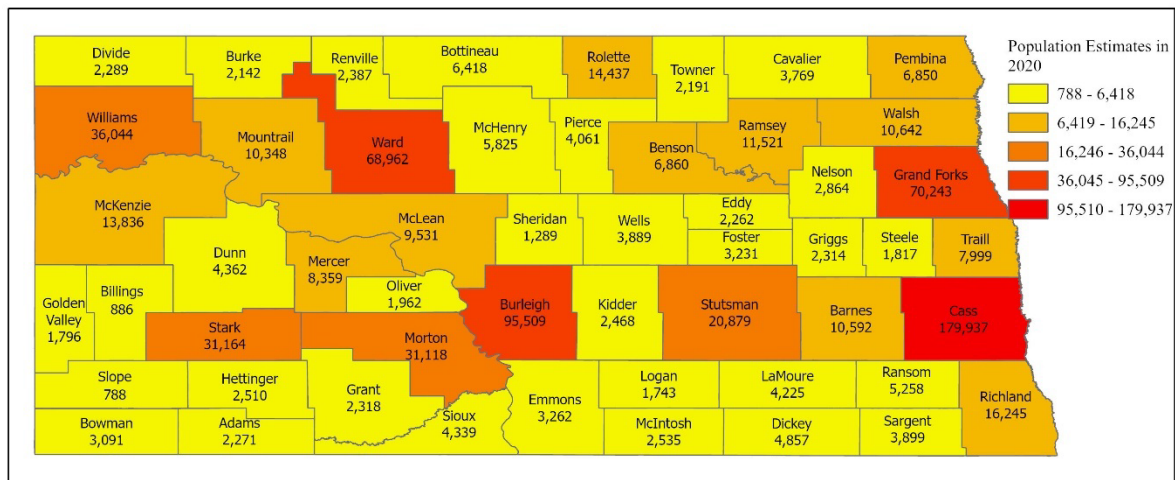 Divide
2,289
Burke
2,142
Renville
2,387
Bottineau
6,418
Rolette
14,437
Towner
2,191
Cavalier
3,769
Pembina
6,850
Williams
36,044
Mountrail
10,348
Ward
68,962
McHenry
5,825
Pierce
4,061
Benson
6,860
Ramsey
11,521
Walsh
10,642
Nelson
2,864
Grand Forks
70,243
McKenzie
13,836
Dunn
4,362
McLean
9,531
Mercer
8,359
Oliver
1,962
Sheridan
1,289
Wells
3,889
Eddy
2,262
Foster
3,231
Griggs
2,314
Steele
1,817
Traill
7,999
Golden
Valley
1,796
Billings
886
Stark
31,164
Morton
31,118
Burleigh
95,509
Kidder
2,468
Stutsman
20,879
Barnes
10,592
Cass
179,937
Slope
788
Hettinger
2,510
Grant
2,318
Sioux
4,339
Emmons
3,262
Logan
1,743
LaMoure
4,225
Ransom
5,258
Richland
16,245
Bowman
3,091
Adams
2,271
McIntosh
2,535
Dickey
4,857
Sargent
3,899
Population Estimates in
2020
788 - 6,418
6,419 - 16,245
16,246 - 36,044
36,045 - 95,509
95,510 - 179,937